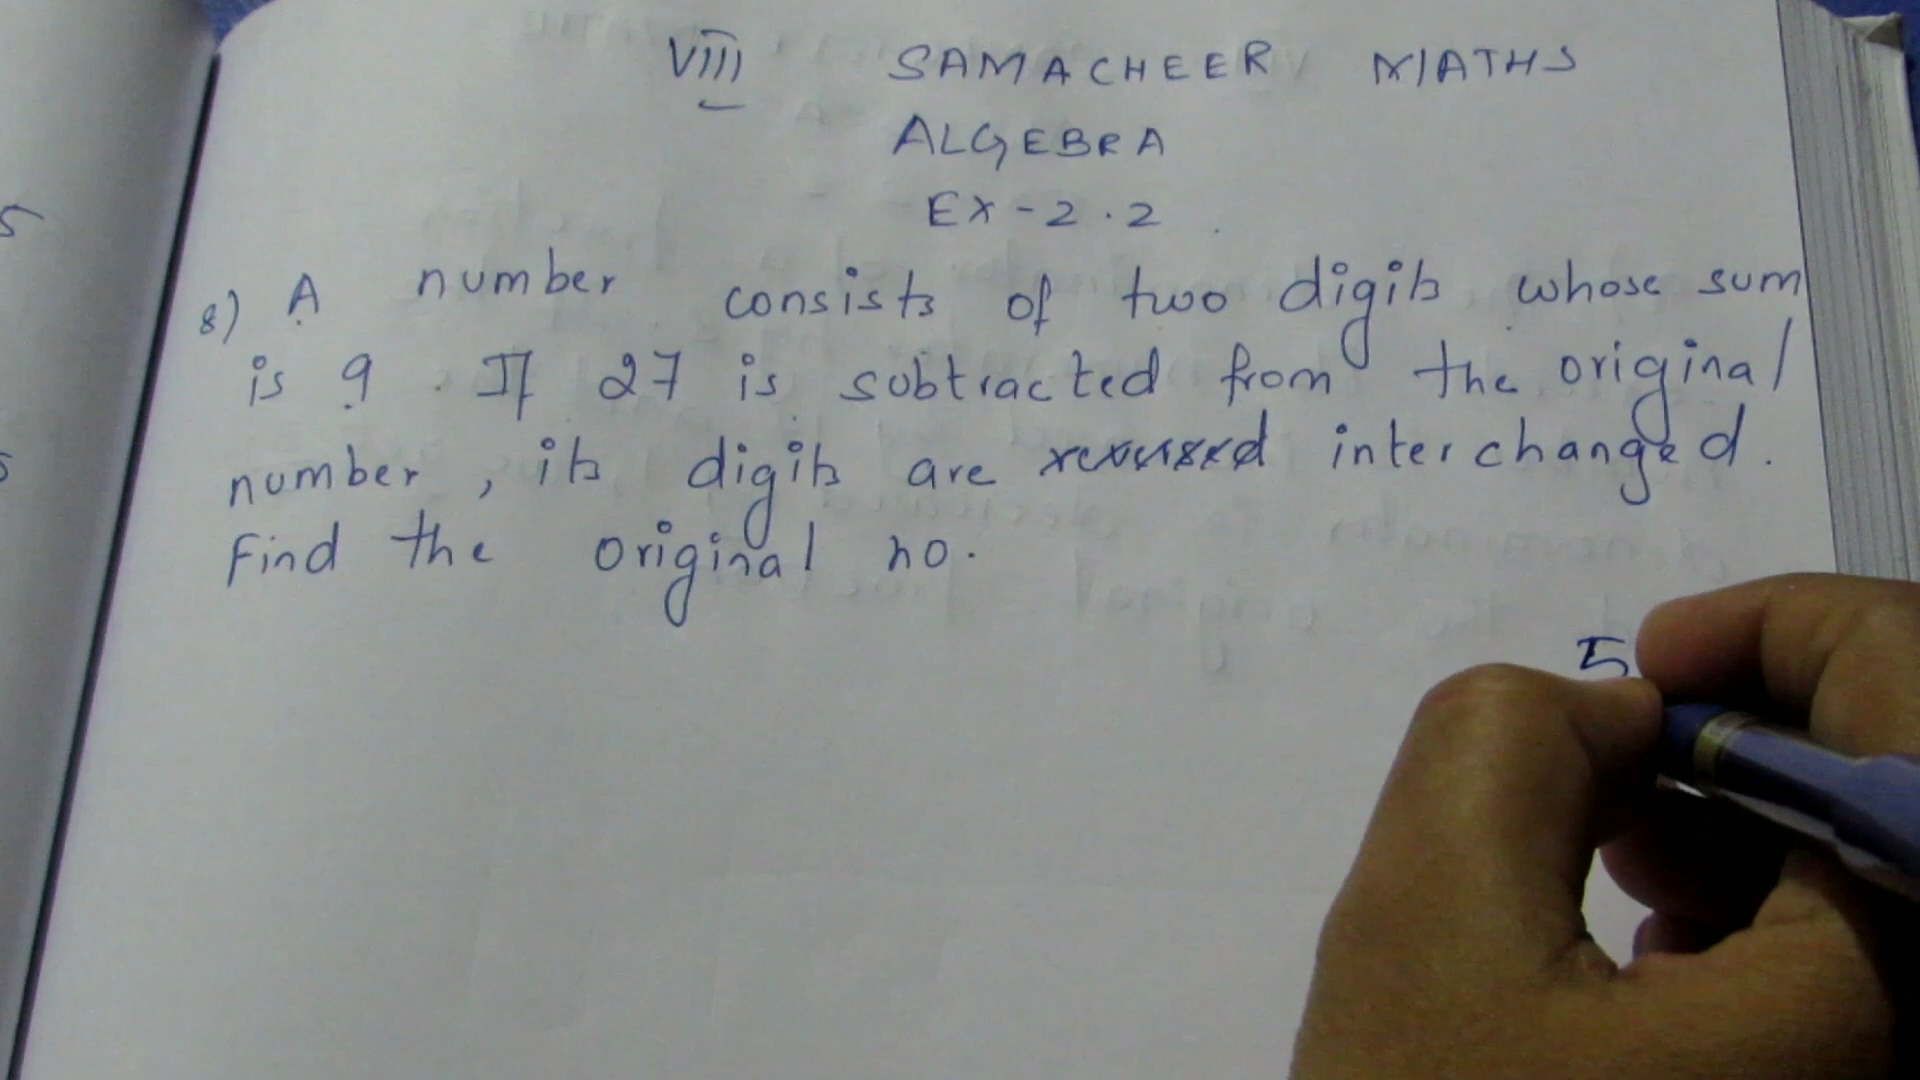 VIII SAMACHEER MATHS
ALGEBRA
EX-2.2
8) A number consists of two digits whose sum
is 9. If 27 is subtracted from the original
number, its digits are interchanged.
Find the original no.
5
5